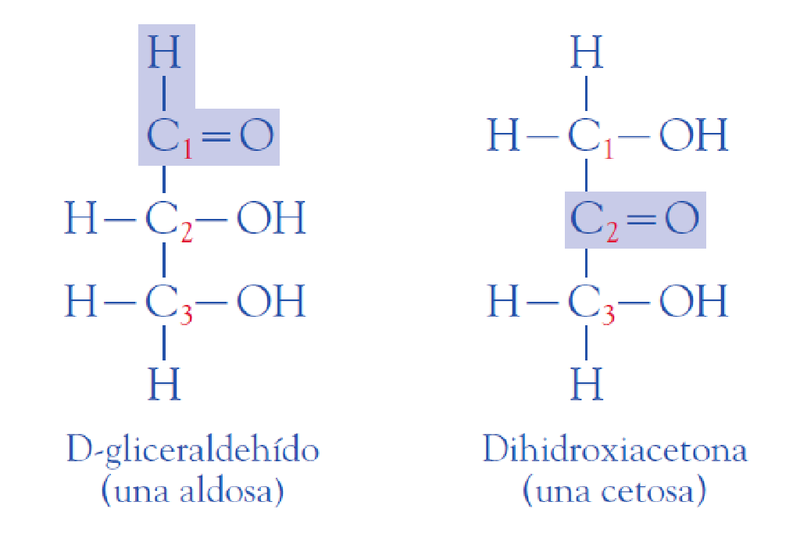 H
C1=O
H—C2—OH
H—C3—OH
H
D-gliceraldehído
(una aldosa)
H
H—C1—OH
C2=O
H—C3—OH
H
Dihidroxiacetona
(una cetosa)